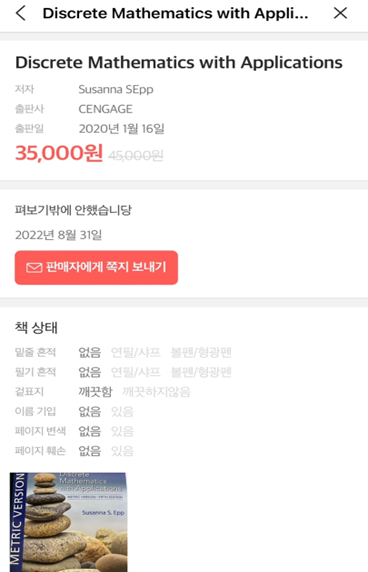 Discrete Mathematics with Appli...
Discrete Mathematics with Applications
저자 Susanna SEpp
출판사 CENGAGE
출판일 2020년 1월 16일
35,000원 45,000원
펴보기밖에 안했습니당
2022년 8월 31일
판매자에게 쪽지 보내기
책 상태
밑줄 흔적 없음 연필/샤프 볼펜/형광펜
필기 흔적 없음 연필/샤프 볼펜/형광펜
겉표지 깨끗함 깨끗하지않음
이름 기입 없음 있음
페이지 변색 없음 있음
페이지 훼손 없음 있음
Discrete
Mathematics
with Applications
METRIC VERSION, FIFTH EDITION
Susanna S. Epp
METRIC VERSION